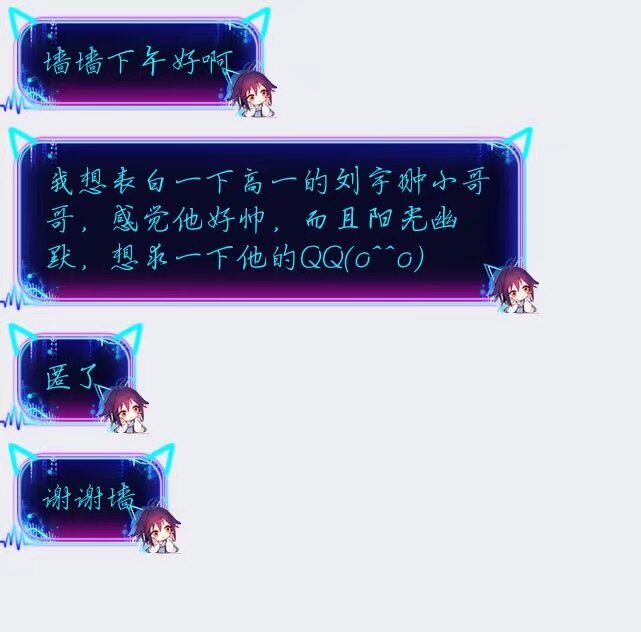 墙墙下午好啊
我想表白一下高一的刘宇翀小哥
哥，感觉他好帅，而且阳光幽
默，想求一下他的QQ(o^^o)
匿了
谢谢墙